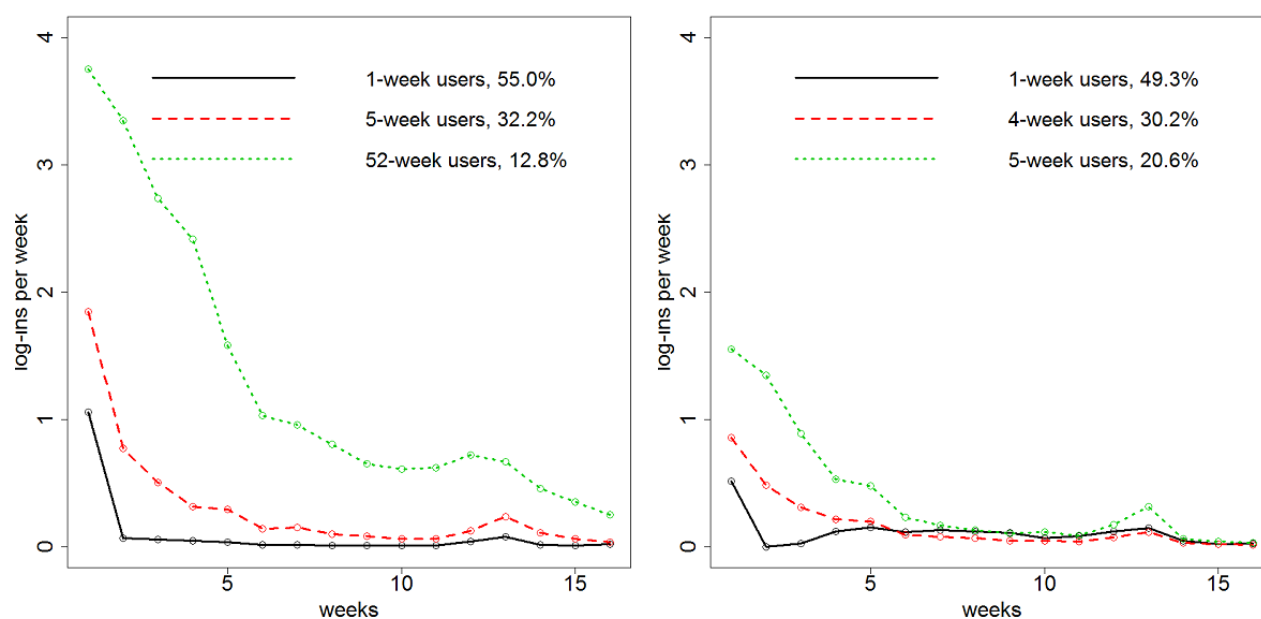 4
3
2
1
0
log-ins per week
1-week users, 55.0%
5-week users, 32.2%
52-week users, 12.8%
5
10
15
weeks
4
3
2
1
0
log-ins per week
1-week users, 49.3%
4-week users, 30.2%
5-week users, 20.6%
5
10
15
weeks